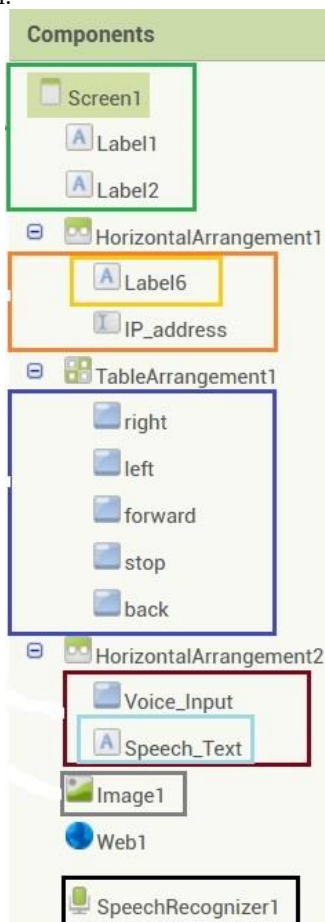 Components
Screen1
Label1
Label2
HorizontalArrangement1
Label6
IP_address
TableArrangement1
right
left
forward
stop
back
HorizontalArrangement2
Voice_Input
Speech_Text
Image1
Web1
SpeechRecognizer1